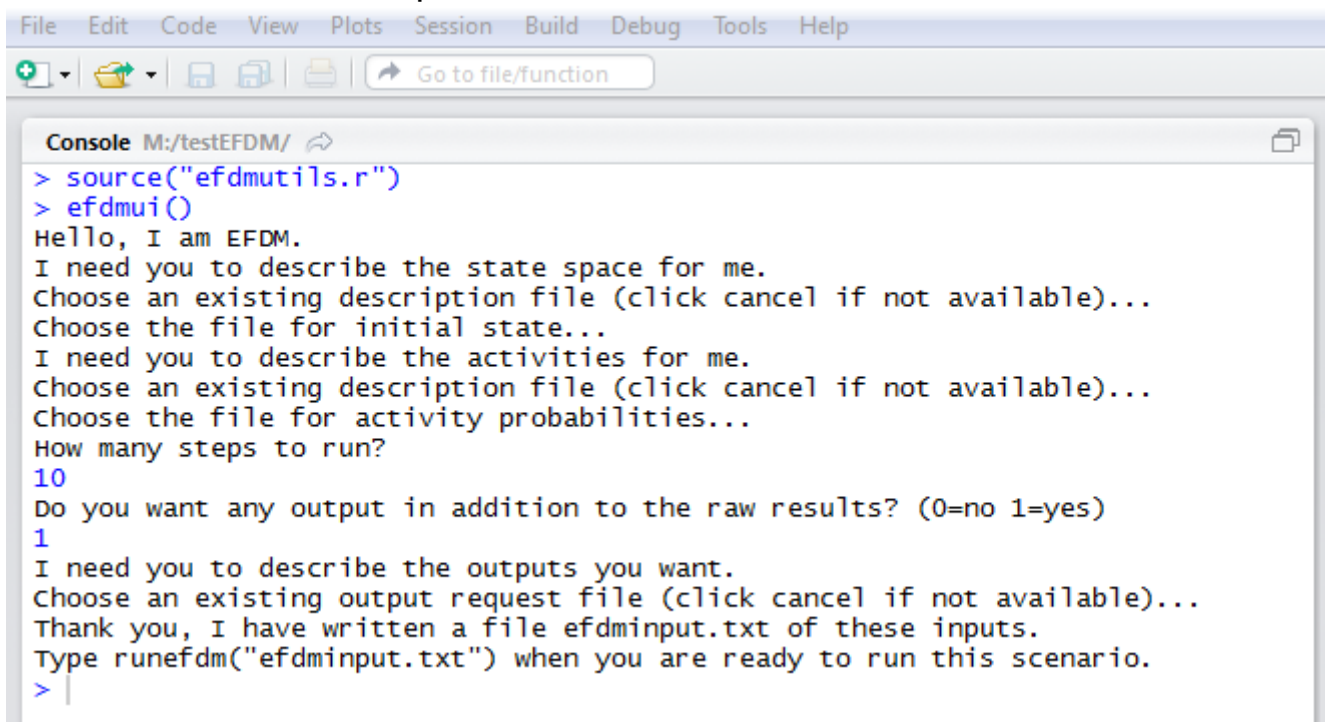 File Edit Code View Plots Session Build Debug Tools Help
Go to file/function
Console M:/testEFDM/
> source("efdmutils.r")
> efdmui()
Hello, I am EFDM.
I need you to describe the state space for me.
Choose an existing description file (click cancel if not available)...
Choose the file for initial state...
I need you to describe the activities for me.
Choose an existing description file (click cancel if not available)...
Choose the file for activity probabilities...
How many steps to run?
10
Do you want any output in addition to the raw results? (0=no 1=yes)
1
I need you to describe the outputs you want.
Choose an existing output request file (click cancel if not available)...
Thank you, I have written a file efdminput.txt of these inputs.
Type runefdm("efdminput.txt") when you are ready to run this scenario.
>